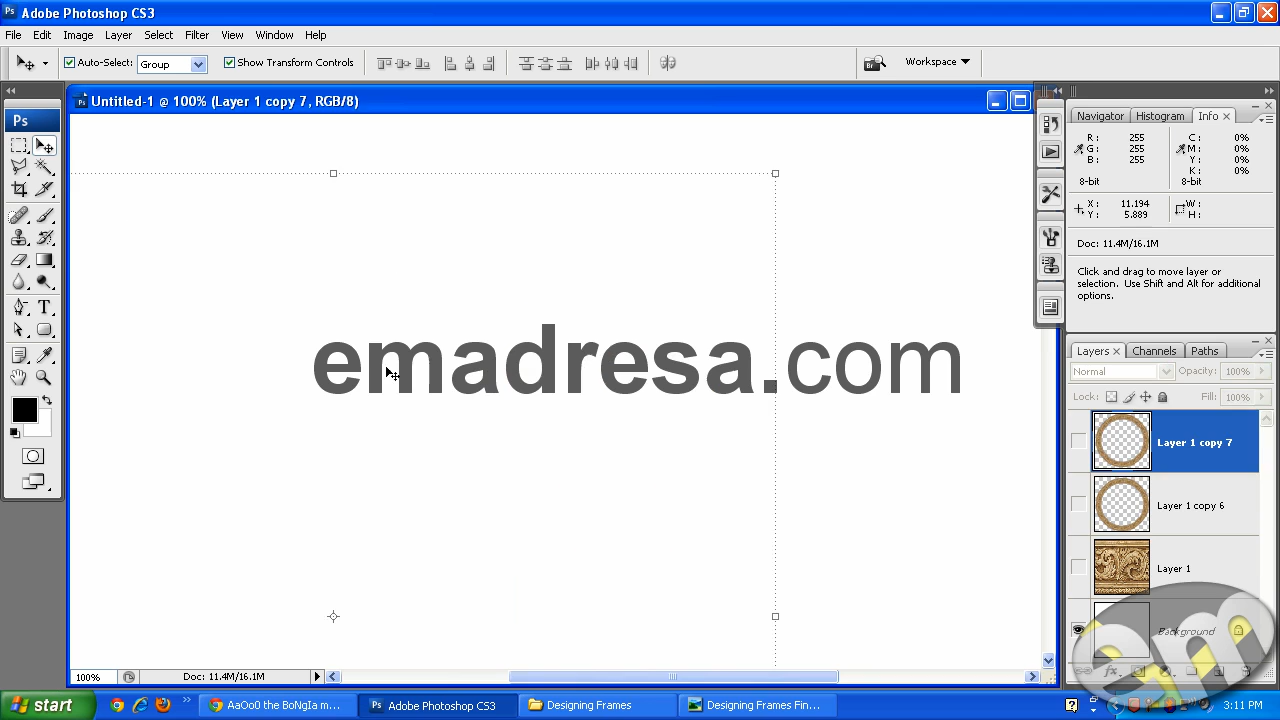 Ps Adobe Photoshop CS3
File Edit Image Layer Select Filter View Window Help
Auto-Select: Group Show Transform Controls Workspace
Untitled-1 @ 100% (Layer 1 copy 7, RGB/8)
Ps
Navigator Histogram Info x
R : 255 C : 0%
G : 255 M : 0%
B : 255 Y : 0%
K : 0%
8-bit 8-bit
X : 11.194 W :
Y : 5.889 H :
Doc: 11.4M/16.1M
Click and drag to move layer or
selection. Use Shift and Alt for additional
options.
emadresa.com
Layers x Channels Paths
Normal Opacity: 100%
Lock: Fill: 100%
Layer 1 copy 7
Layer 1 copy 6
Layer 1
Background
em
100% Doc: 11.4M/16.1M
start AaOo0 the BoNgIa m... Adobe Photoshop CS3 Designing Frames Designing Frames Fin... 3:11 PM